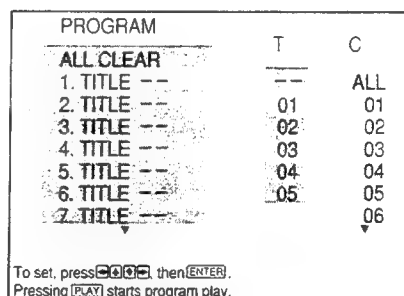 PROGRAM
T C
ALL CLEAR
1. TITLE -- -- ALL
2. TITLE -- 01 01
3. TITLE -- 02 02
4. TITLE -- 03 03
5. TITLE -- 04 04
6. TITLE -- 05 05
7. TITLE -- 06
To set, press ←↓↑→, then ENTER.
Pressing PLAY starts program play.